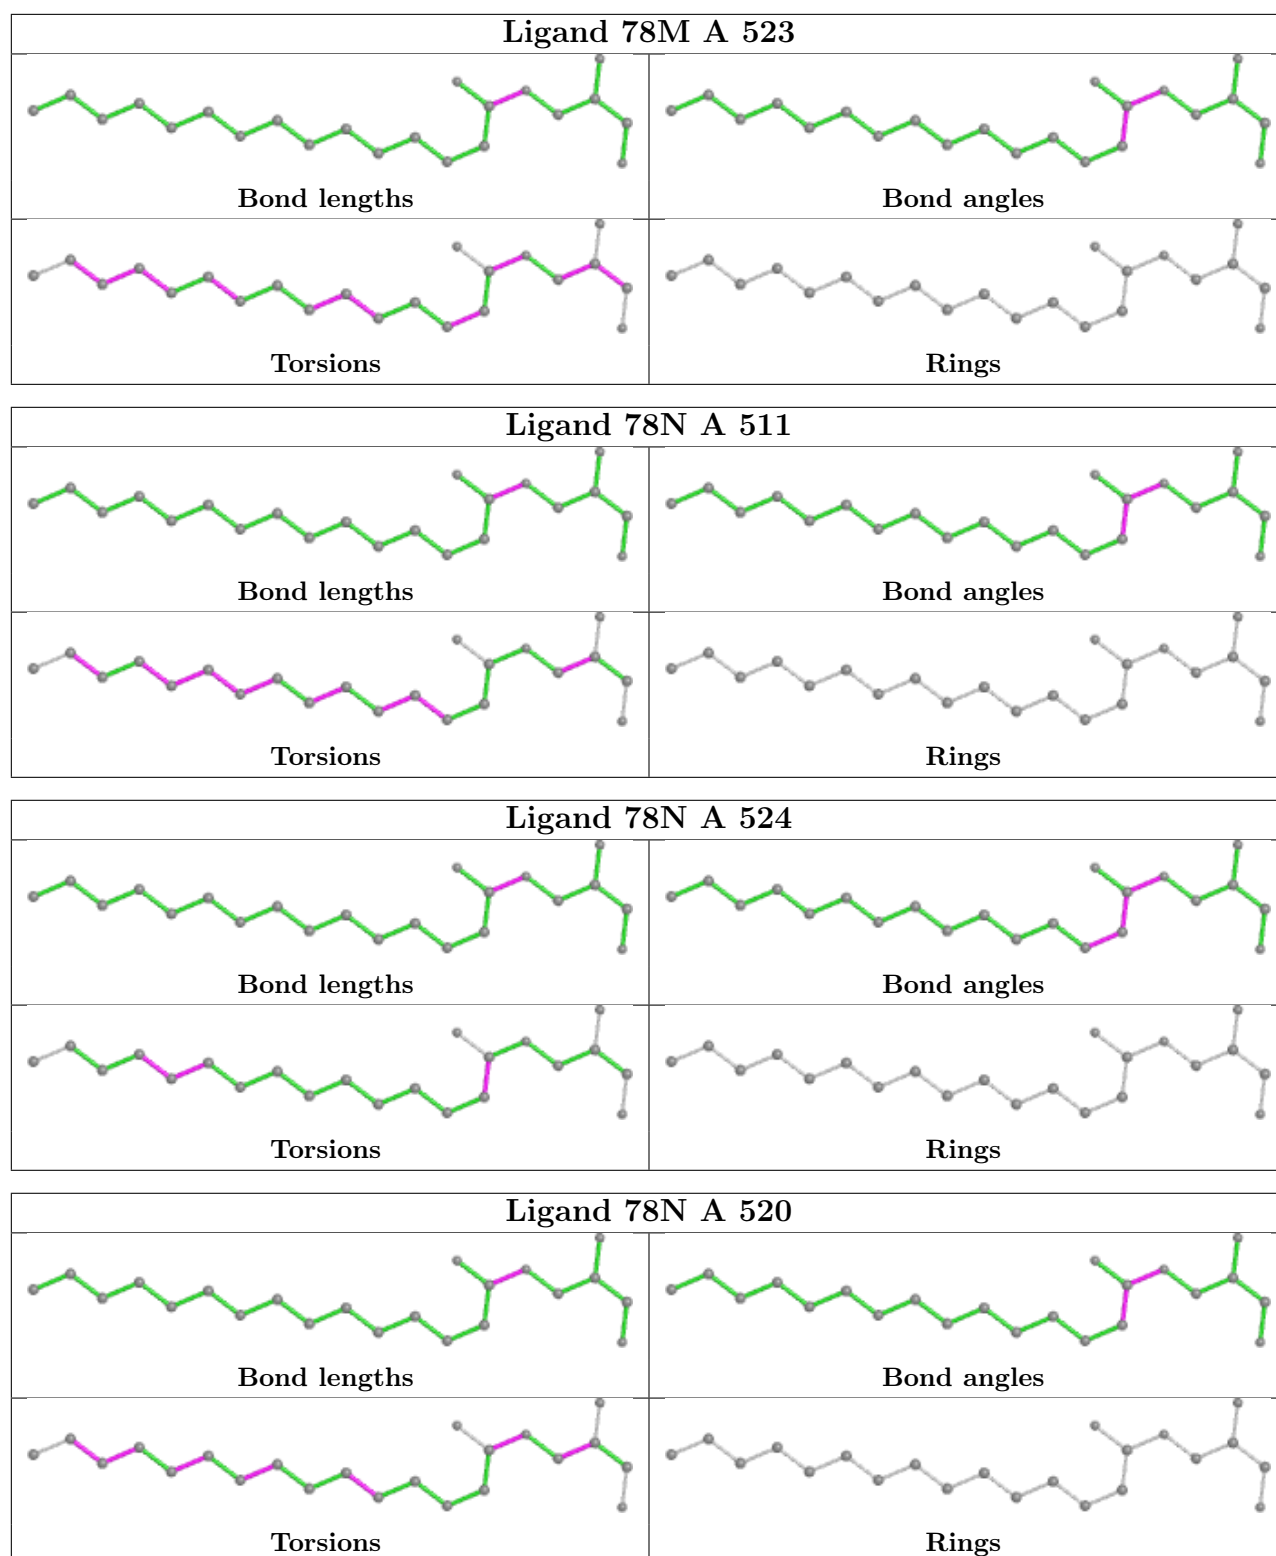 Ligand 78M A 523
Bond lengths
Bond angles
Torsions
Rings
Ligand 78N A 511
Bond lengths
Bond angles
Torsions
Rings
Ligand 78N A 524
Bond lengths
Bond angles
Torsions
Rings
Ligand 78N A 520
Bond lengths
Bond angles
Torsions
Rings